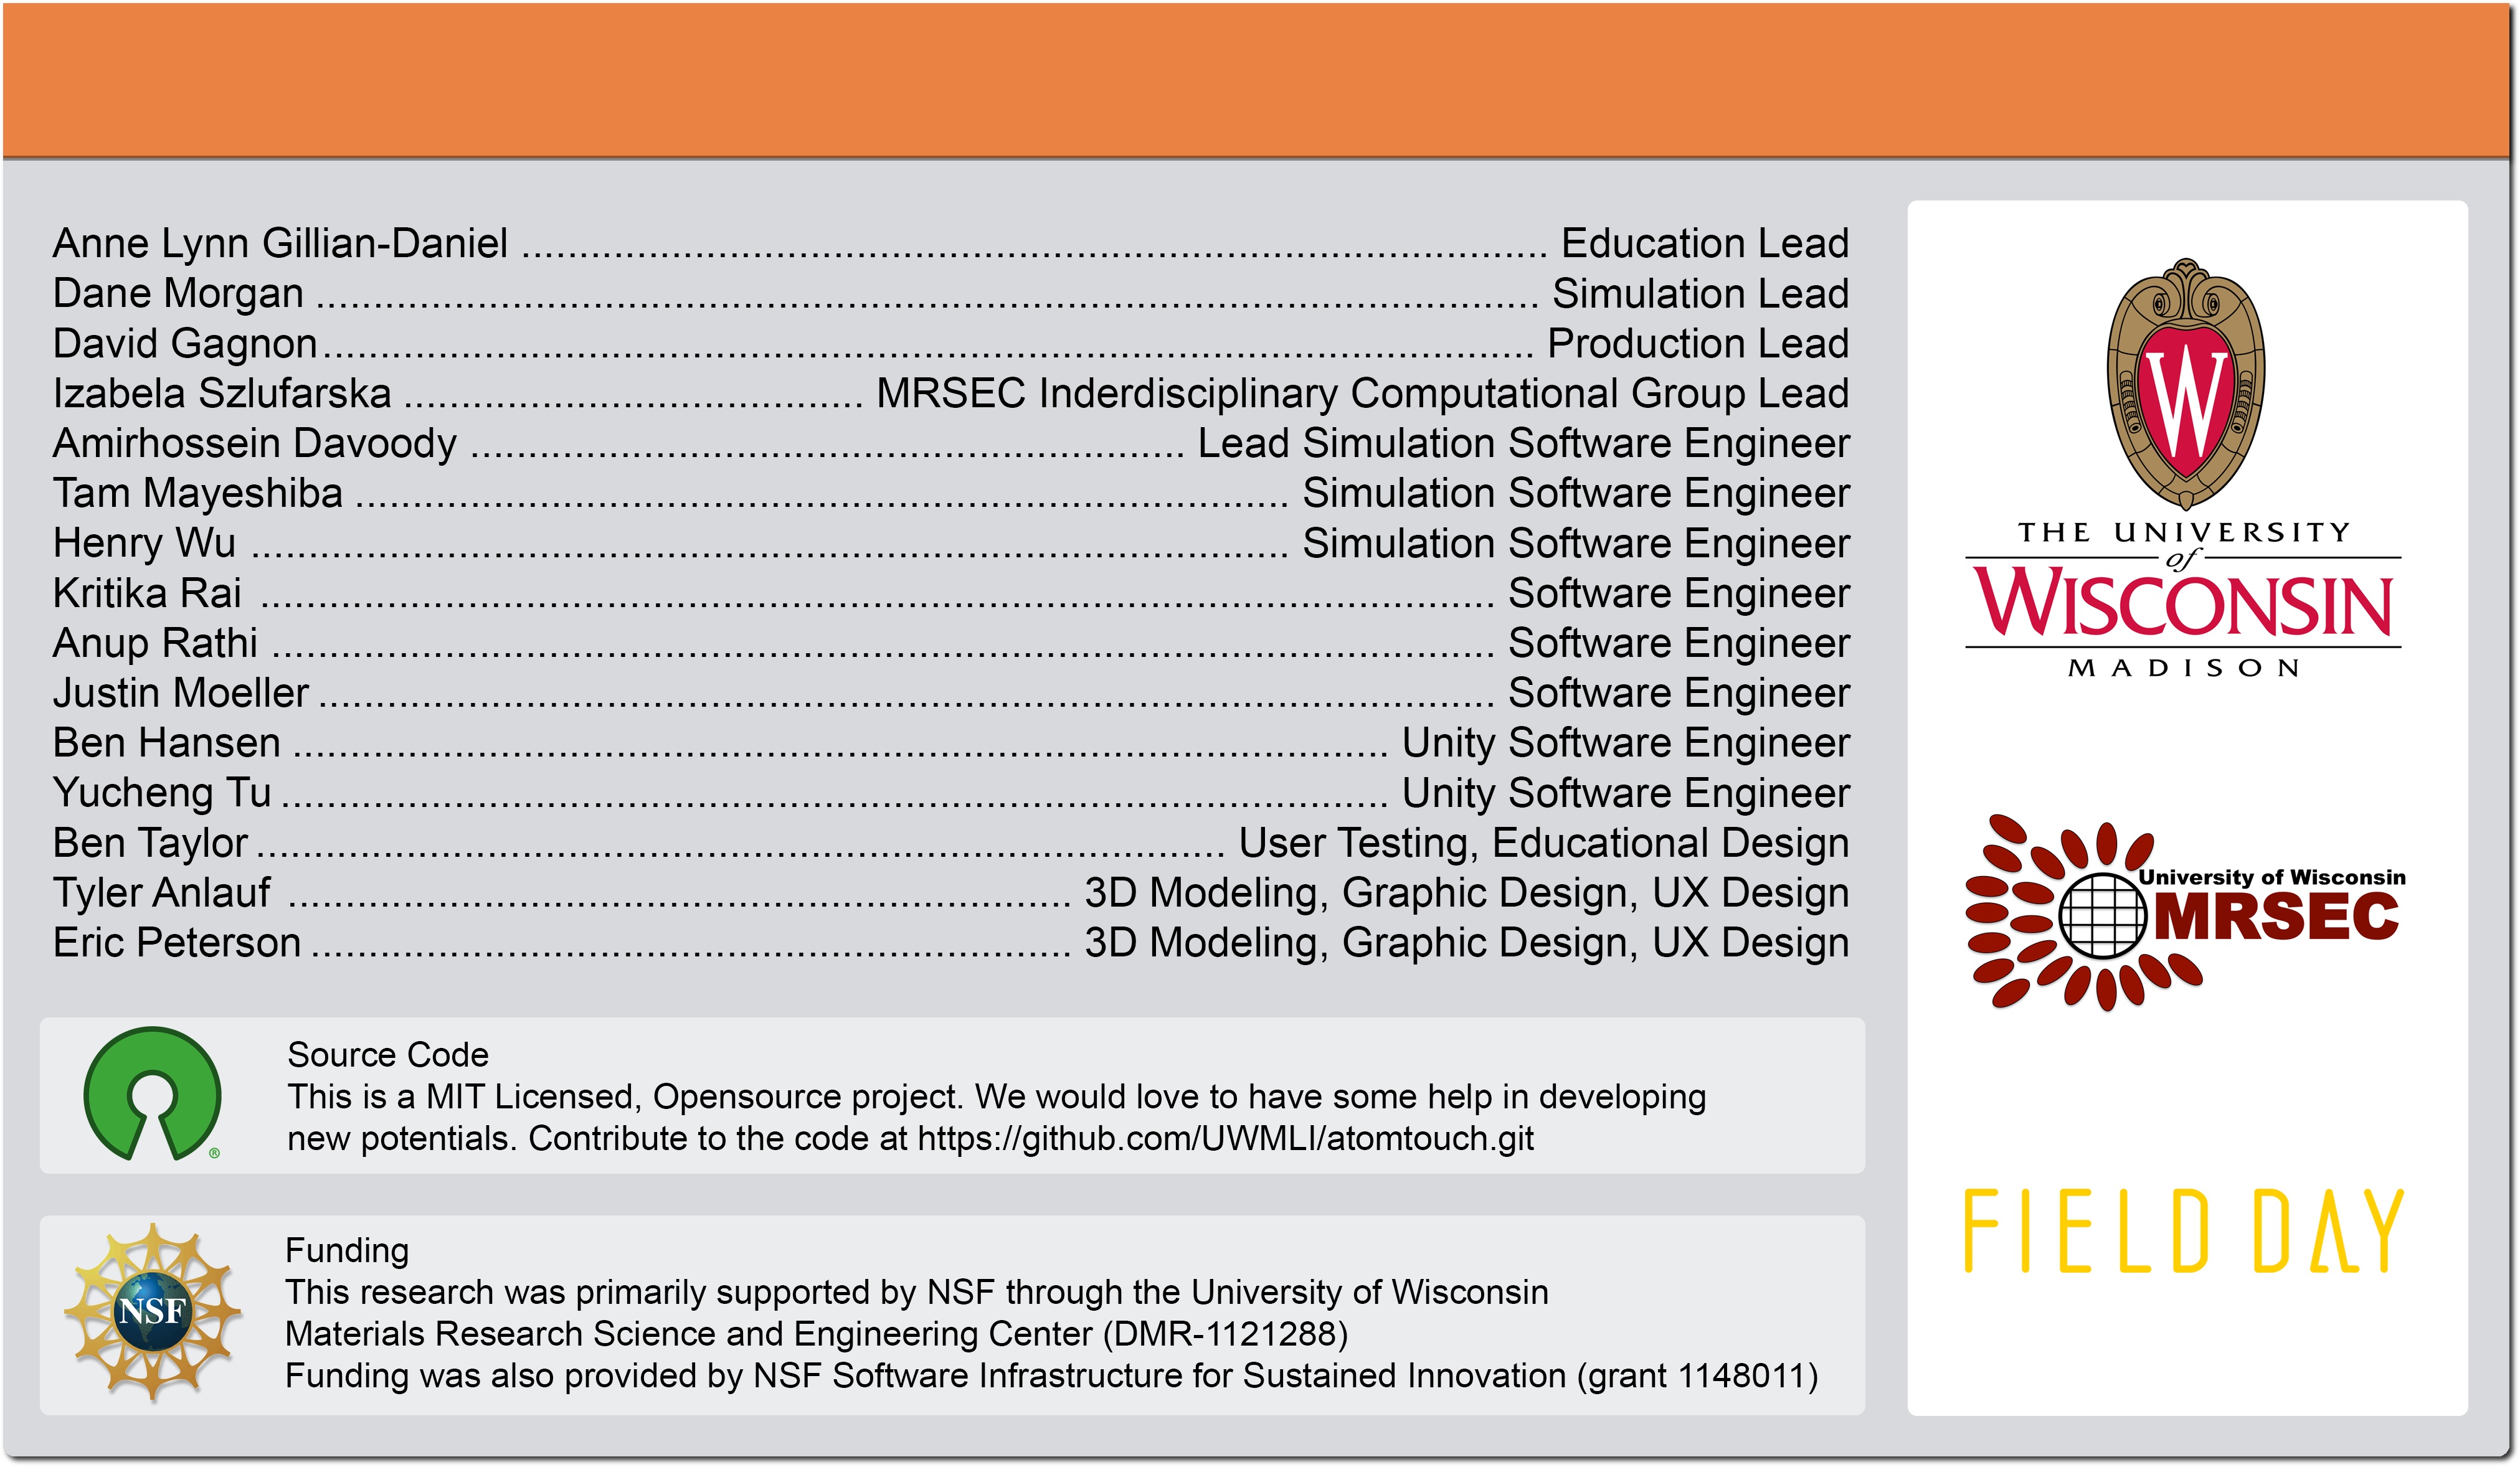 Anne Lynn Gillian-Daniel ........................................................................................ Education Lead
Dane Morgan ......................................................................................................... Simulation Lead
David Gagnon........................................................................................................ Production Lead
Izabela Szlufarska ....................................... MRSEC Inderdisciplinary Computational Group Lead
Amirhossein Davoody ............................................................. Lead Simulation Software Engineer
Tam Mayeshiba ................................................................................ Simulation Software Engineer
Henry Wu ......................................................................................... Simulation Software Engineer
Kritika Rai .......................................................................................................... Software Engineer
Anup Rathi ......................................................................................................... Software Engineer
Justin Moeller ..................................................................................................... Software Engineer
Ben Hansen .............................................................................................. Unity Software Engineer
Yucheng Tu ............................................................................................... Unity Software Engineer
Ben Taylor ................................................................................... User Testing, Educational Design
Tyler Anlauf .................................................................... 3D Modeling, Graphic Design, UX Design
Eric Peterson .................................................................. 3D Modeling, Graphic Design, UX Design
Source Code
This is a MIT Licensed, Opensource project. We would love to have some help in developing
new potentials. Contribute to the code at https://github.com/UWMLI/atomtouch.git
®
NSF
Funding
This research was primarily supported by NSF through the University of Wisconsin
Materials Research Science and Engineering Center (DMR-1121288)
Funding was also provided by NSF Software Infrastructure for Sustained Innovation (grant 1148011)
W
THE UNIVERSITY
of
WISCONSIN
MADISON
University of Wisconsin
MRSEC
FIELD DAY